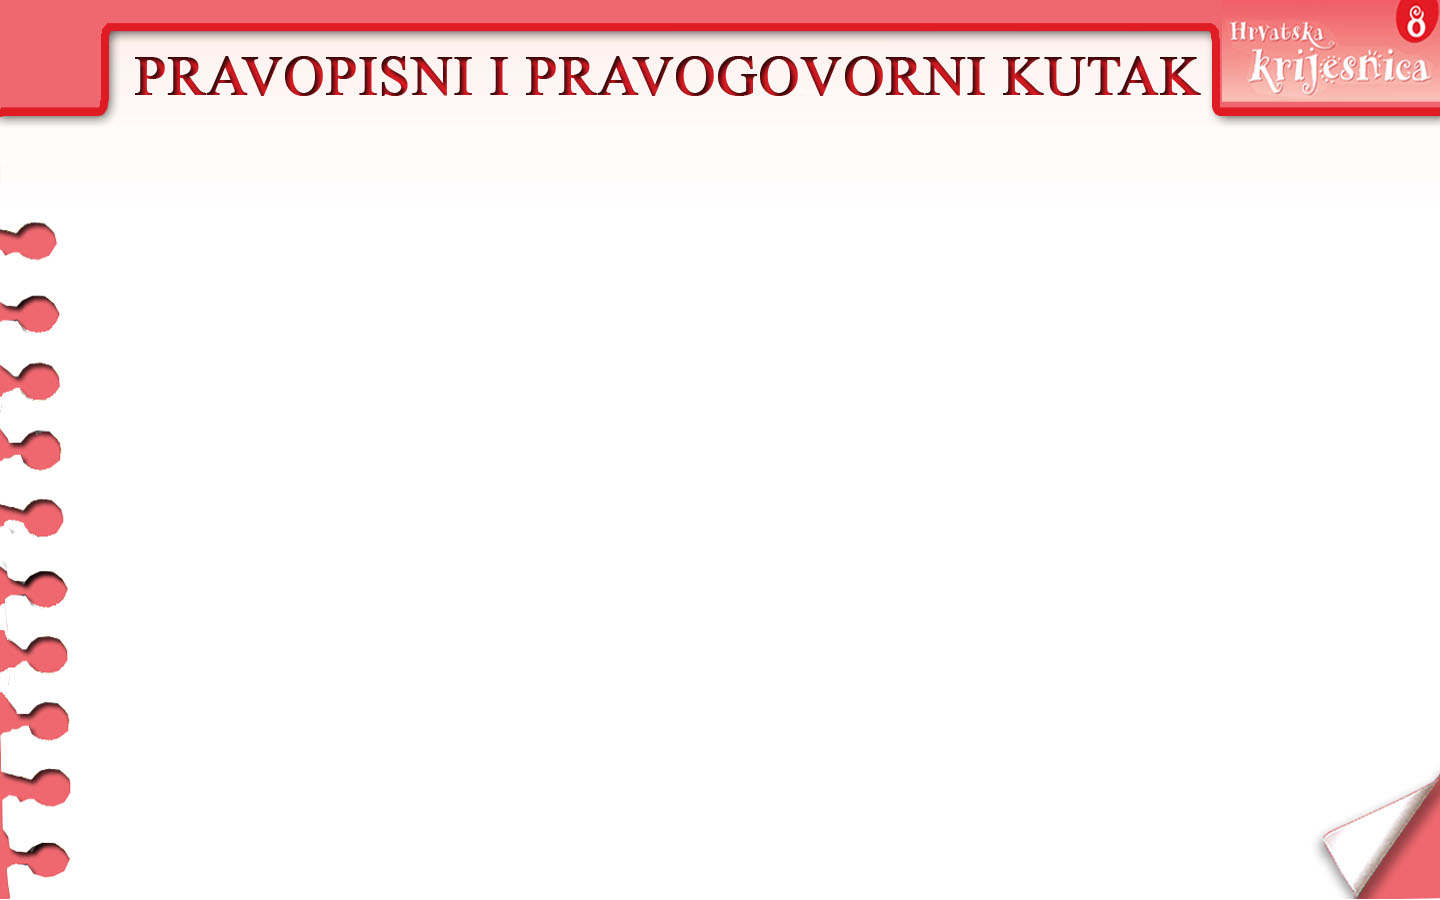 PRAVOPISNI I PRAVOGOVORNI KUTAK
Hrvatska
krijesnica
8